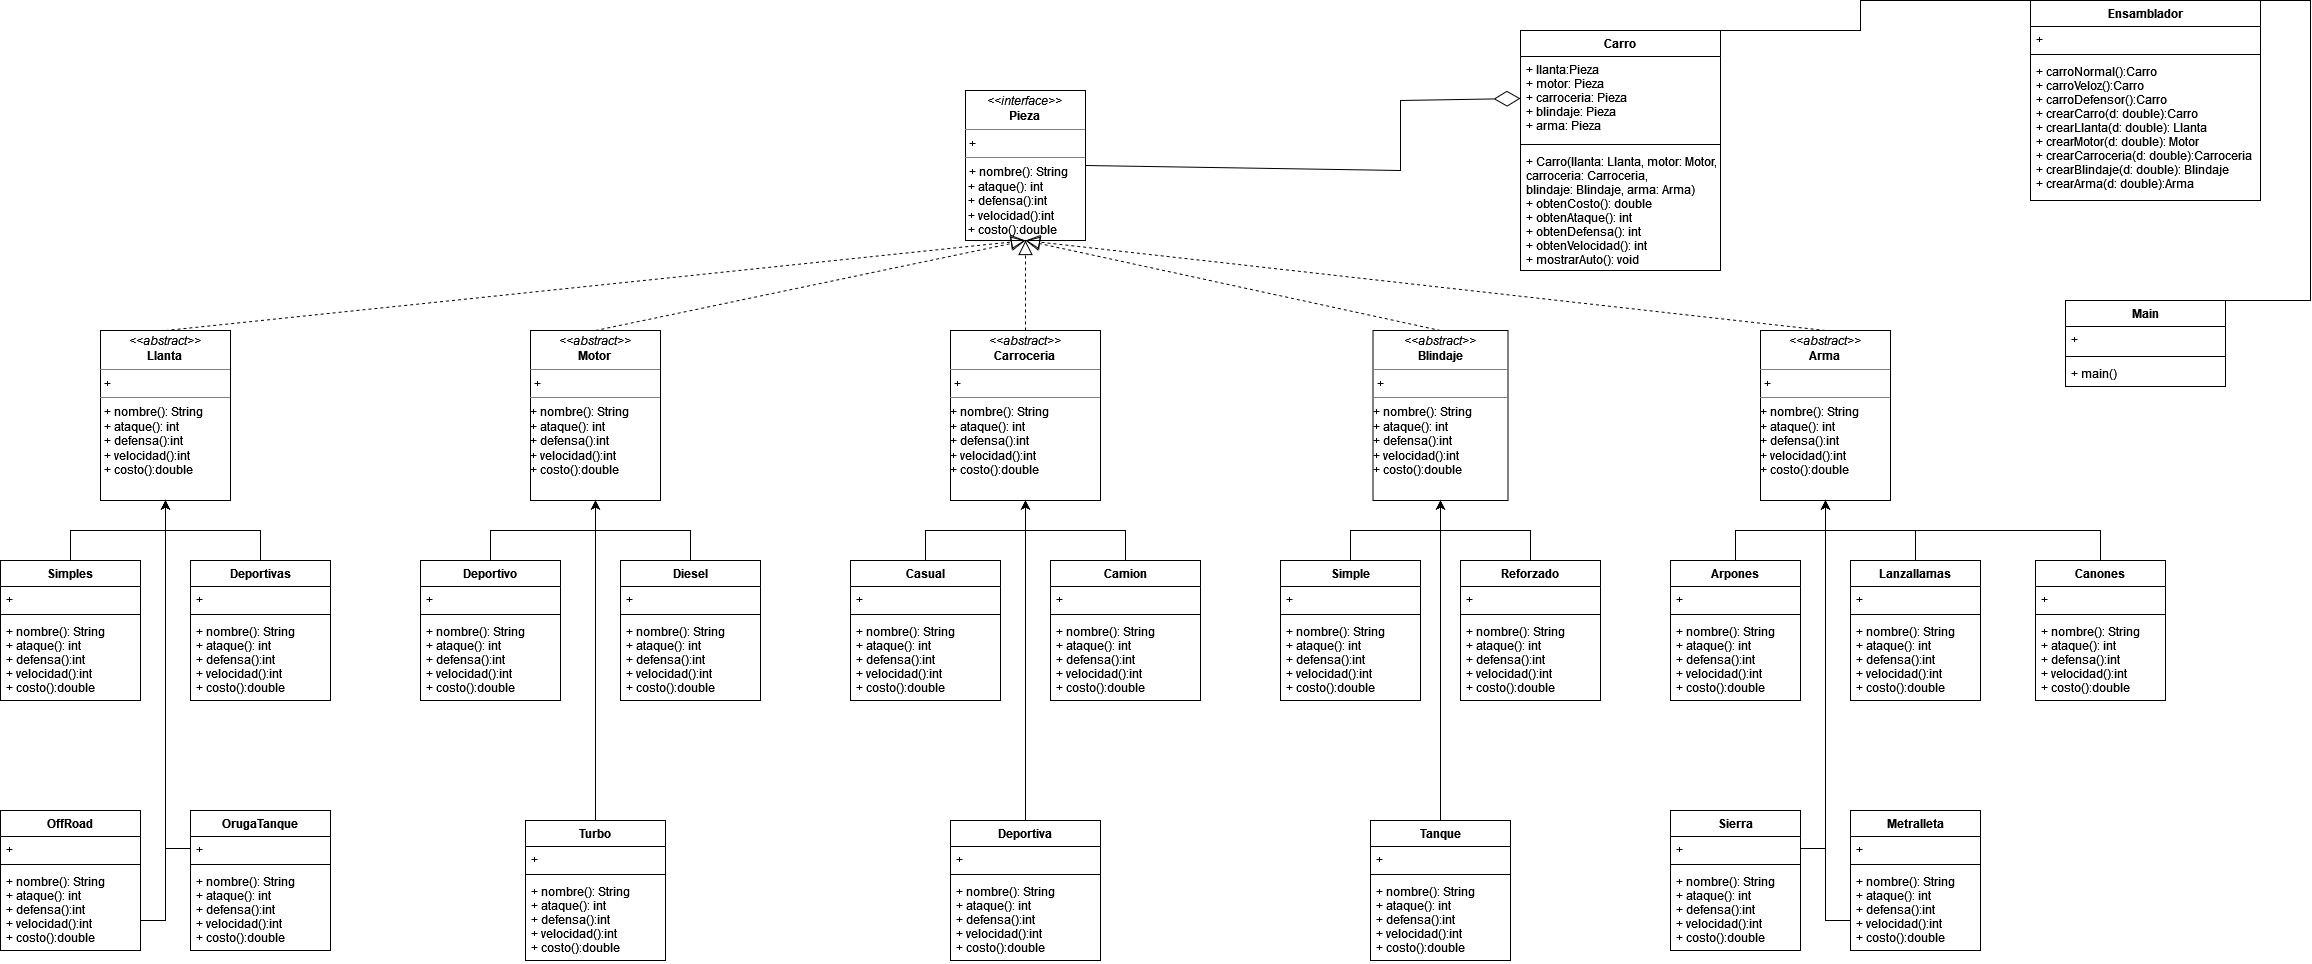 Ensamblador
+
+ carroNormal():Carro
+ carroVeloz():Carro
+ carroDefensor():Carro
+ crearCarro(d: double):Carro
+ crearLlanta(d: double): Llanta
+ crearMotor(d: double): Motor
+ crearCarroceria(d: double):Carroceria
+ crearBlindaje(d: double): Blindaje
+ crearArma(d: double):Arma
Carro
+ llanta:Pieza
+ motor: Pieza
+ carroceria: Pieza
+ blindaje: Pieza
+ arma: Pieza
+ Carro(llanta: Llanta, motor: Motor,
carroceria: Carroceria,
blindaje: Blindaje, arma: Arma)
+ obtenCosto(): double
+ obtenAtaque(): int
+ obtenDefensa(): int
+ obtenVelocidad(): int
+ mostrarAuto(): void
<<interface>>
Pieza
+
+ nombre(): String
+ ataque(): int
+ defensa():int
+ velocidad():int
+ costo():double
Main
+
+ main()
<<abstract>>
Llanta
+
+ nombre(): String
+ ataque(): int
+ defensa():int
+ velocidad():int
+ costo():double
<<abstract>>
Motor
+
+ nombre(): String
+ ataque(): int
+ defensa():int
+ velocidad():int
+ costo():double
<<abstract>>
Carroceria
+
+ nombre(): String
+ ataque(): int
+ defensa():int
+ velocidad():int
+ costo():double
<<abstract>>
Blindaje
+
+ nombre(): String
+ ataque(): int
+ defensa():int
+ velocidad():int
+ costo():double
<<abstract>>
Arma
+
+ nombre(): String
+ ataque(): int
+ defensa():int
+ velocidad():int
+ costo():double
Simples
+
+ nombre(): String
+ ataque(): int
+ defensa():int
+ velocidad():int
+ costo():double
Deportivas
+
+ nombre(): String
+ ataque(): int
+ defensa():int
+ velocidad():int
+ costo():double
Deportivo
+
+ nombre(): String
+ ataque(): int
+ defensa():int
+ velocidad():int
+ costo():double
Diesel
+
+ nombre(): String
+ ataque(): int
+ defensa():int
+ velocidad():int
+ costo():double
Casual
+
+ nombre(): String
+ ataque(): int
+ defensa():int
+ velocidad():int
+ costo():double
Camion
+
+ nombre(): String
+ ataque(): int
+ defensa():int
+ velocidad():int
+ costo():double
Simple
+
+ nombre(): String
+ ataque(): int
+ defensa():int
+ velocidad():int
+ costo():double
Reforzado
+
+ nombre(): String
+ ataque(): int
+ defensa():int
+ velocidad():int
+ costo():double
Arpones
+
+ nombre(): String
+ ataque(): int
+ defensa():int
+ velocidad():int
+ costo():double
Lanzallamas
+
+ nombre(): String
+ ataque(): int
+ defensa():int
+ velocidad():int
+ costo():double
Canones
+
+ nombre(): String
+ ataque(): int
+ defensa():int
+ velocidad():int
+ costo():double
OffRoad
+
+ nombre(): String
+ ataque(): int
+ defensa():int
+ velocidad():int
+ costo():double
OrugaTanque
+
+ nombre(): String
+ ataque(): int
+ defensa():int
+ velocidad():int
+ costo():double
Turbo
+
+ nombre(): String
+ ataque(): int
+ defensa():int
+ velocidad():int
+ costo():double
Deportiva
+
+ nombre(): String
+ ataque(): int
+ defensa():int
+ velocidad():int
+ costo():double
Tanque
+
+ nombre(): String
+ ataque(): int
+ defensa():int
+ velocidad():int
+ costo():double
Sierra
+
+ nombre(): String
+ ataque(): int
+ defensa():int
+ velocidad():int
+ costo():double
Metralleta
+
+ nombre(): String
+ ataque(): int
+ defensa():int
+ velocidad():int
+ costo():double